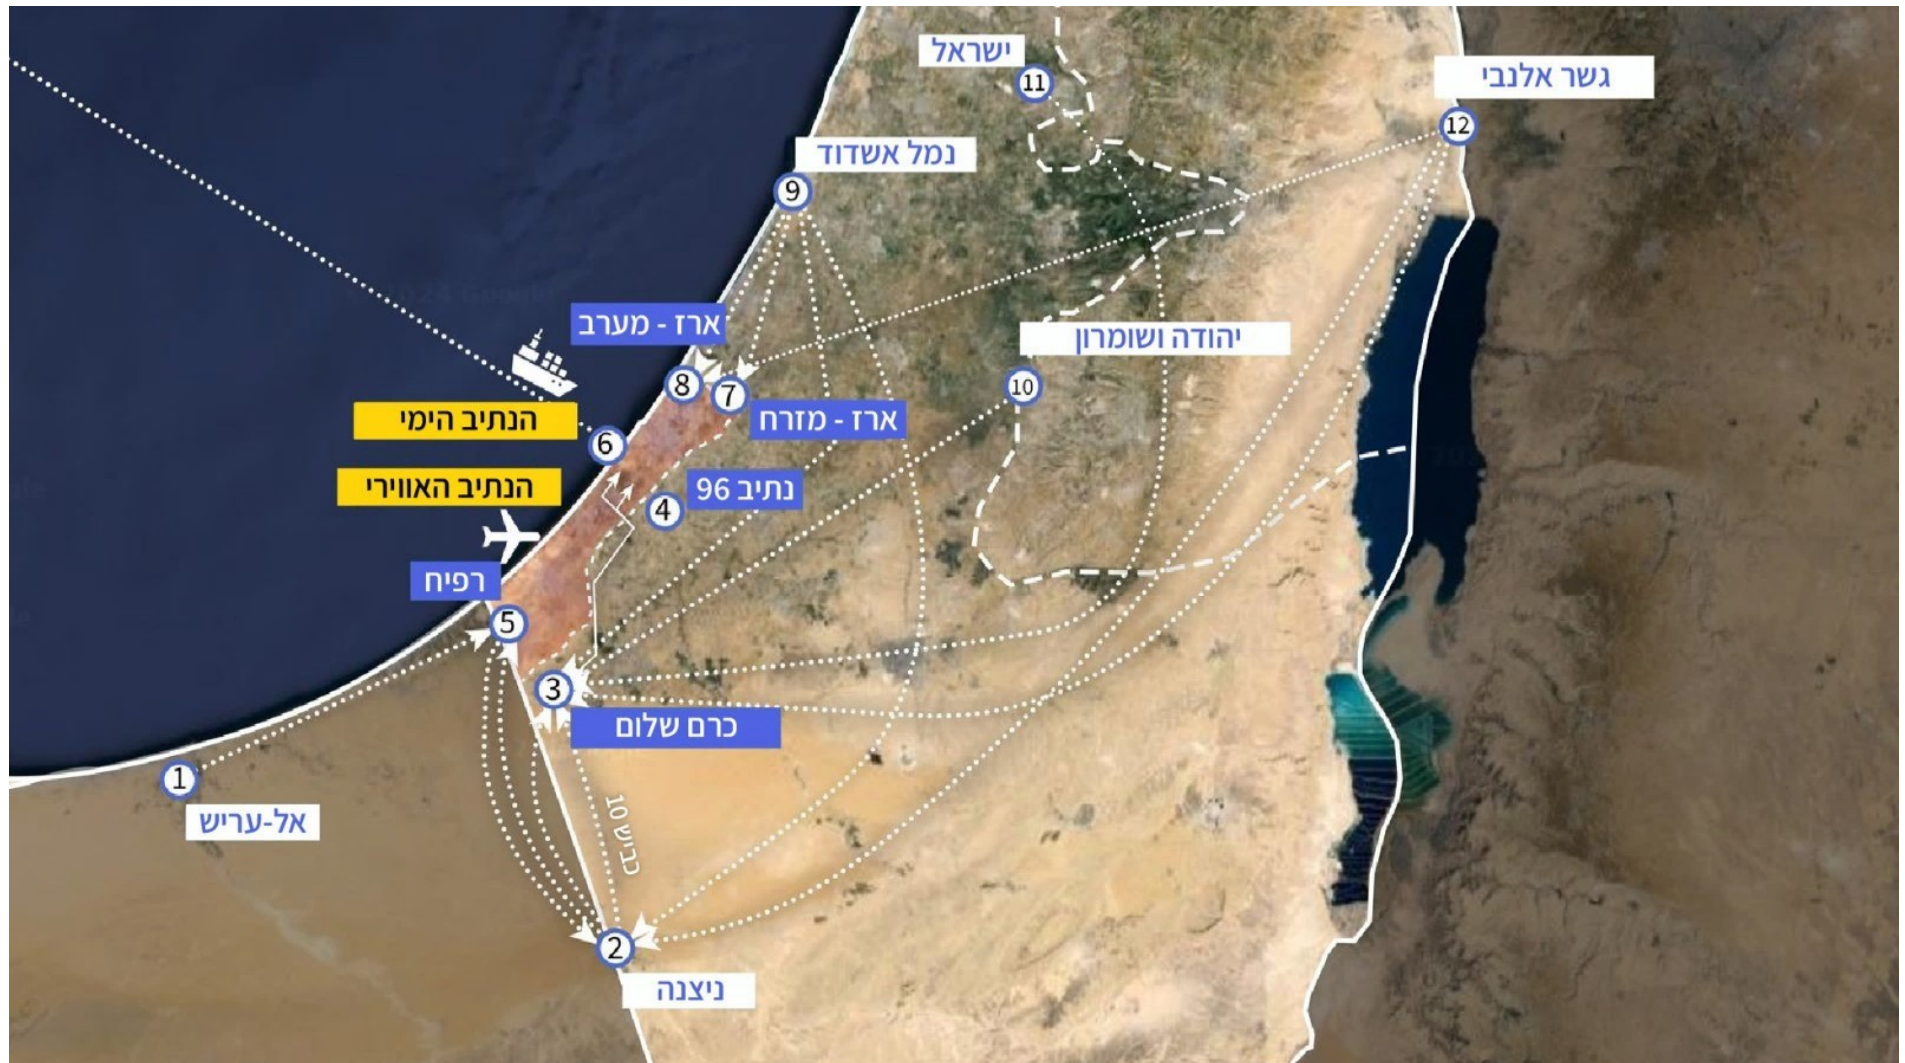 ישראל
11
גשר אלנבי
12
נמל אשדוד
9
ארז - מערב
8
7
ארז - מזרח
יהודה ושומרון
10
הנתיב הימי
6
הנתיב האווירי
נתיב 96
4
רפיח
5
3
כרם שלום
1
אל-עריש
כביש 10
2
ניצנה